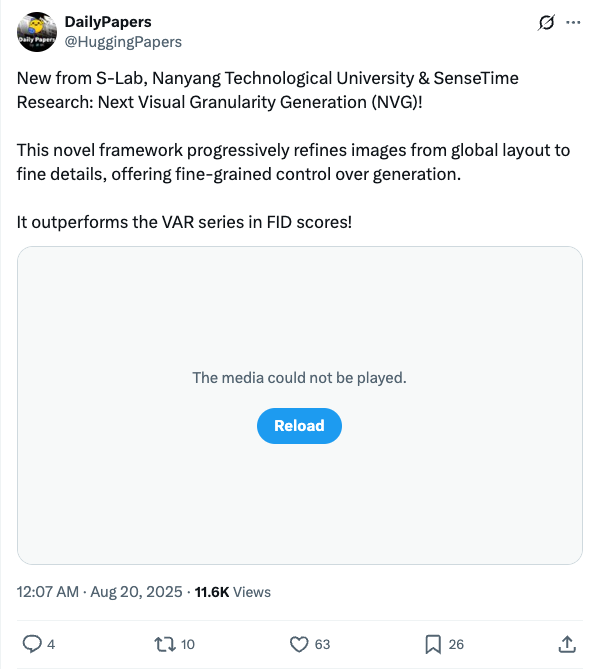 DailyPapers
@HuggingPapers
New from S-Lab, Nanyang Technological University & SenseTime
Research: Next Visual Granularity Generation (NVG)!
This novel framework progressively refines images from global layout to
fine details, offering fine-grained control over generation.
It outperforms the VAR series in FID scores!
The media could not be played.
Reload
12:07 AM · Aug 20, 2025 · 11.6K Views
4 10 63 26